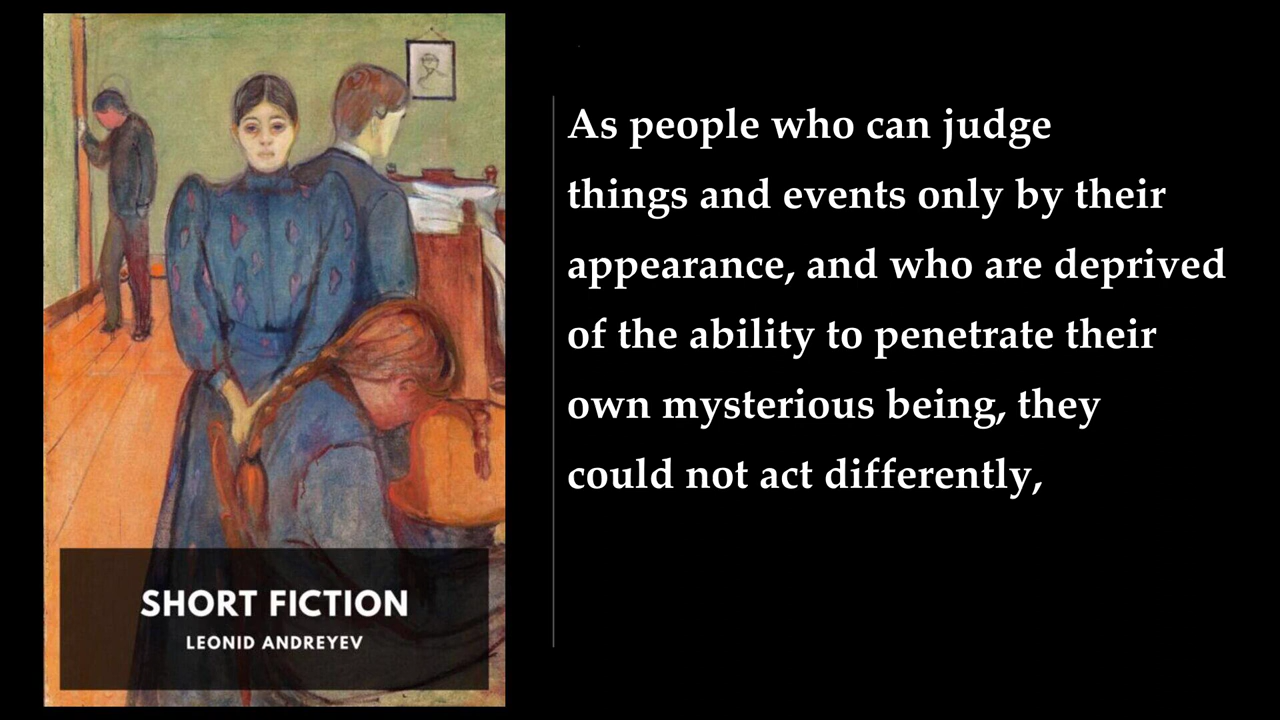 SHORT FICTION
LEONID ANDREYEV
As people who can judge
things and events only by their
appearance, and who are deprived
of the ability to penetrate their
own mysterious being, they
could not act differently,